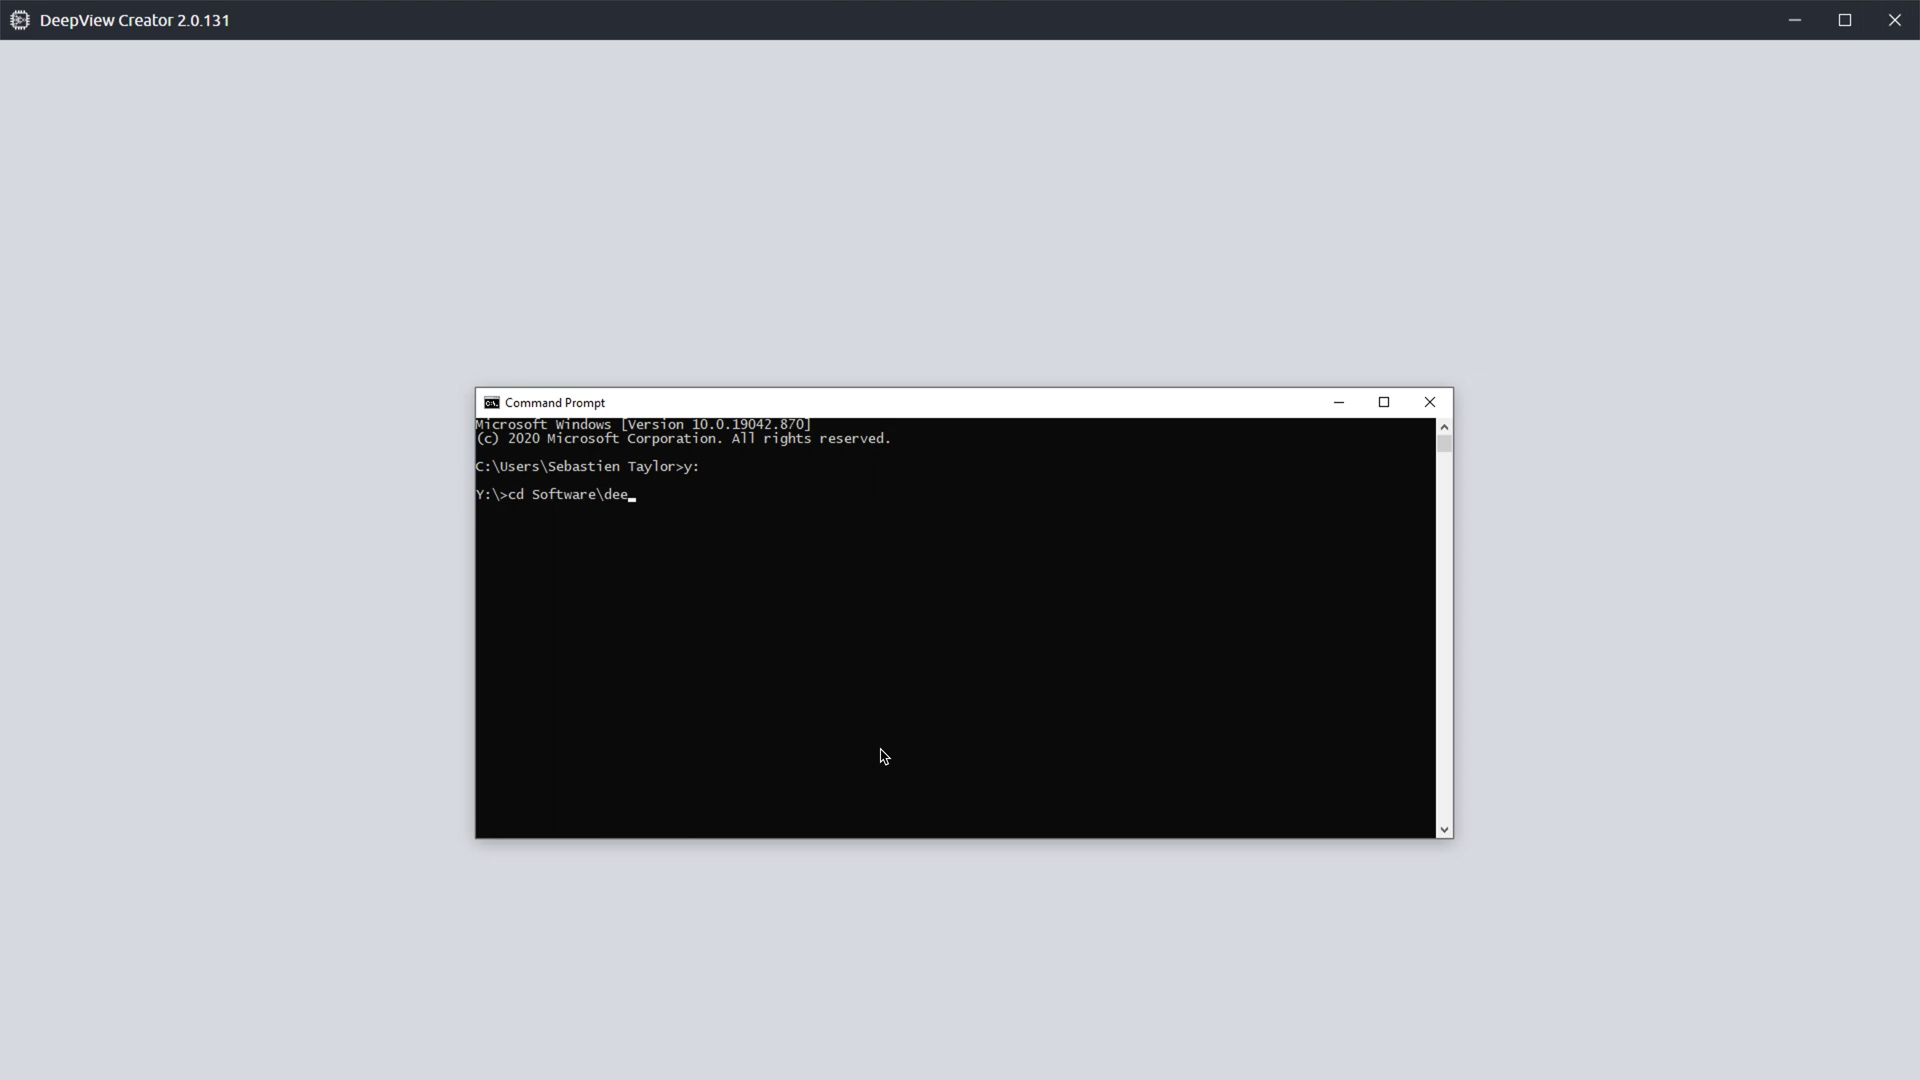 DeepView Creator 2.0.131
Command Prompt
Microsoft Windows [Version 10.0.19042.870]
(c) 2020 Microsoft Corporation. All rights reserved.
C:\Users\Sebastien Taylor>y:
Y:\>cd Software\dee